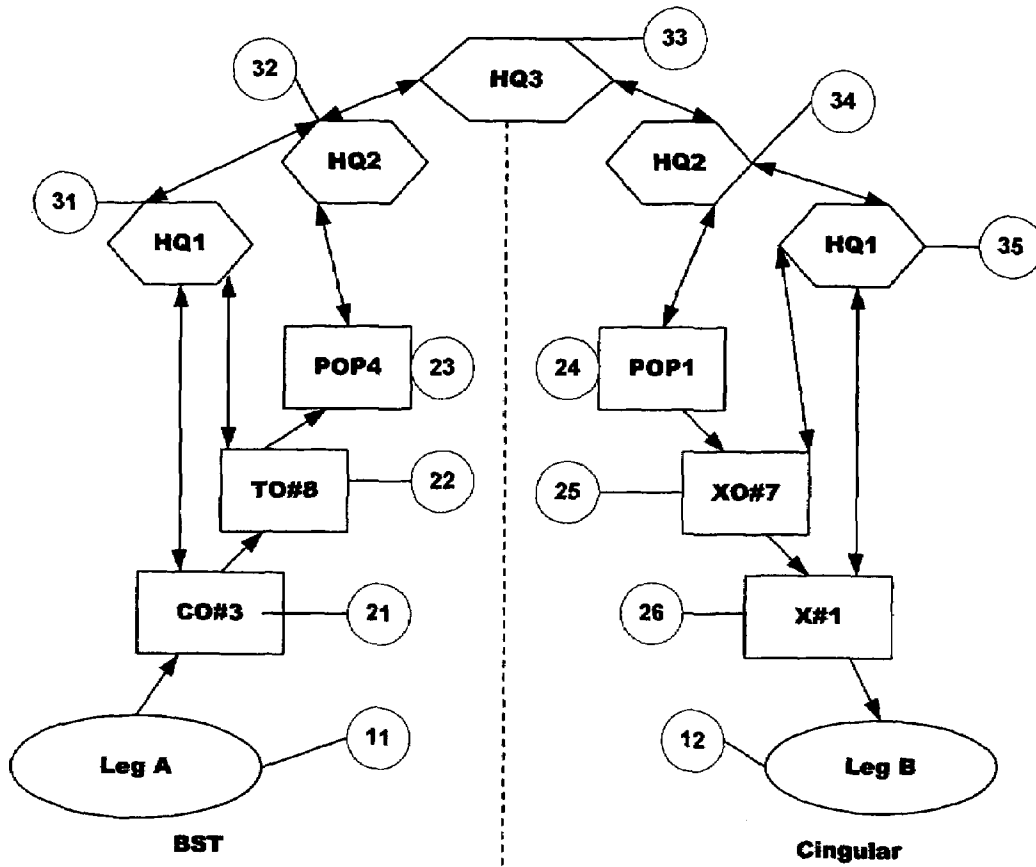 33
HQ3
32
34
HQ2
HQ2
31
HQ1
HQ1
35
POP4
23
24
POP1
TO#8
22
25
XO#7
CO#3
21
26
X#1
11
12
Leg A
Leg B
BST
Cingular